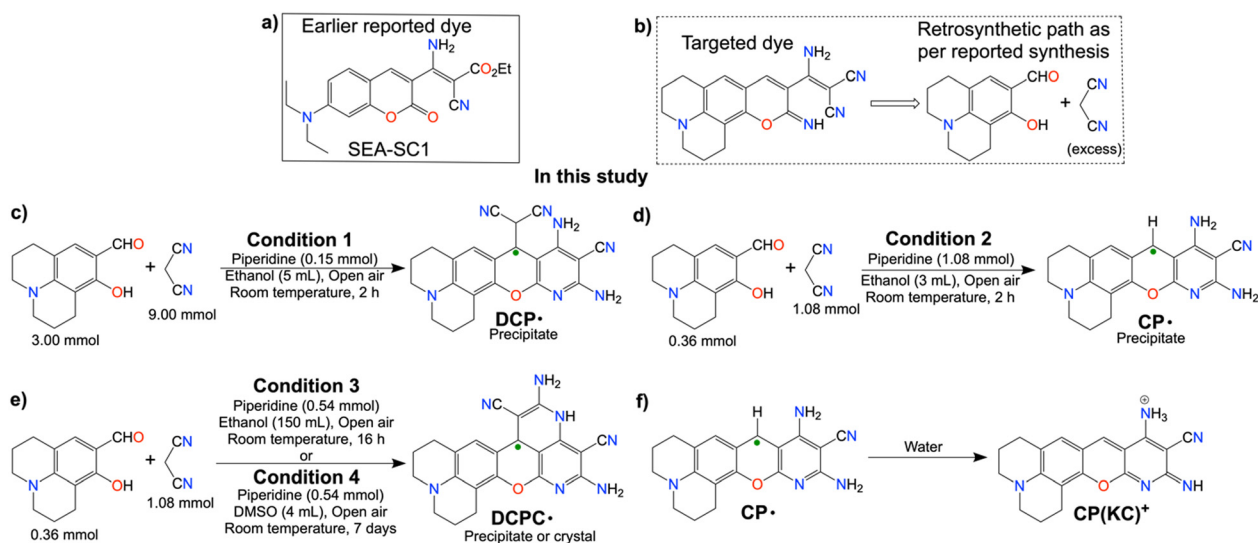 a)
Earlier reported dye
NH2
CO2Et
CN
N
O
O
SEA-SC1
b)
Targeted dye
NH2
CN
CN
N
O
NH
Retrosynthetic path as
per reported synthesis
CHO
N
OH
+
CN
CN
(excess)
In this study
c)
CHO
N
OH
3.00 mmol
+
CN
CN
9.00 mmol
Condition 1
Piperidine (0.15 mmol)
Ethanol (5 mL), Open air
Room temperature, 2 h
NC
CN
NH2
CN
N
O
N
NH2
DCP•
Precipitate
d)
CHO
N
OH
0.36 mmol
+
CN
CN
1.08 mmol
Condition 2
Piperidine (1.08 mmol)
Ethanol (3 mL), Open air
Room temperature, 2 h
H
NH2
CN
N
O
N
NH2
CP•
Precipitate
e)
CHO
N
OH
0.36 mmol
+
CN
CN
1.08 mmol
Condition 3
Piperidine (0.54 mmol)
Ethanol (150 mL), Open air
Room temperature, 16 h
or
Condition 4
Piperidine (0.54 mmol)
DMSO (4 mL), Open air
Room temperature, 7 days
NH2
NC
NH
CN
N
O
N
NH2
DCPC•
Precipitate or crystal
f)
H
NH2
CN
N
O
N
NH2
CP•
Water
⊕
NH3
CN
N
O
N
NH
CP(KC)+